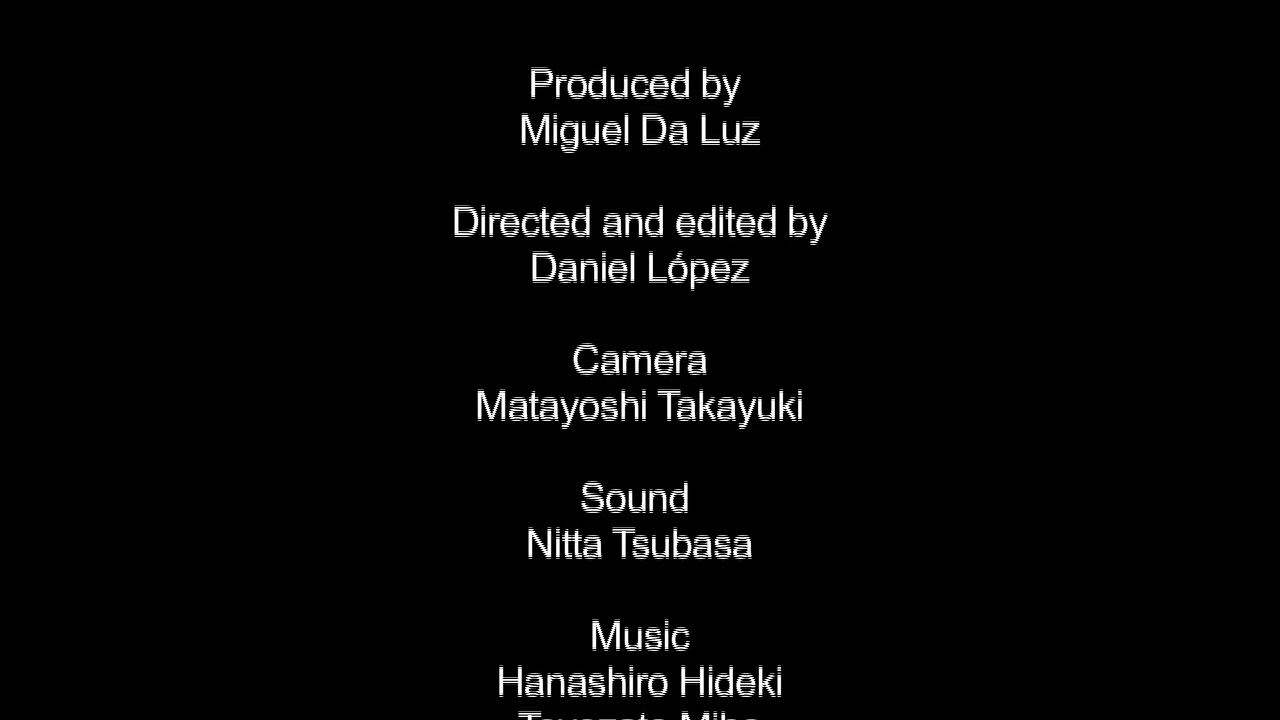 Produced by
Miguel Da Luz
Directed and edited by
Daniel López
Camera
Matayoshi Takayuki
Sound
Nitta Tsubasa
Music
Hanashiro Hideki